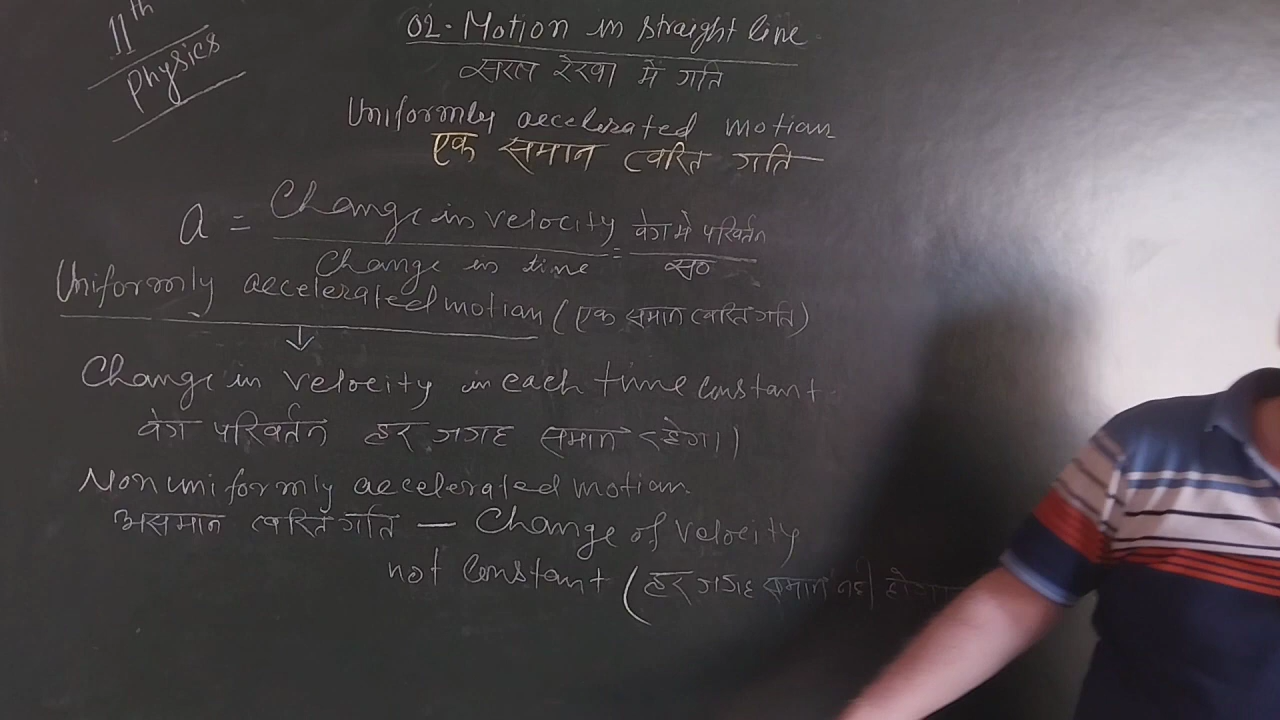 11th
Physics
02. Motion in straight line
सरल रेखा में गति
Uniformly accelerated motion
एक समान त्वरित गति
a = Change in velocity / Change in time = वेग मे परिवर्तन / स०
Uniformly accelerated motion (एक समान त्वरित गति)
↓
Change in velocity in each time constant.
वेग परिवर्तन हर जगह समान रहेगा।
Non uniformly accelerated motion.
असमान त्वरित गति — Change of velocity
not constant (हर जगह समान नही